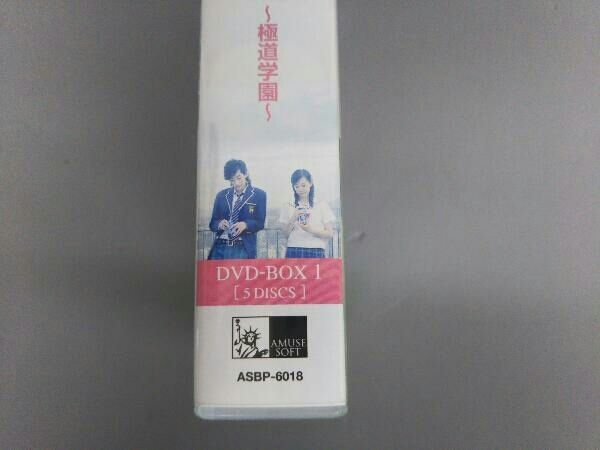 ～極道学園～
DVD-BOX 1
[ 5 DISCS ]
AMUSE
SOFT
ASBP-6018